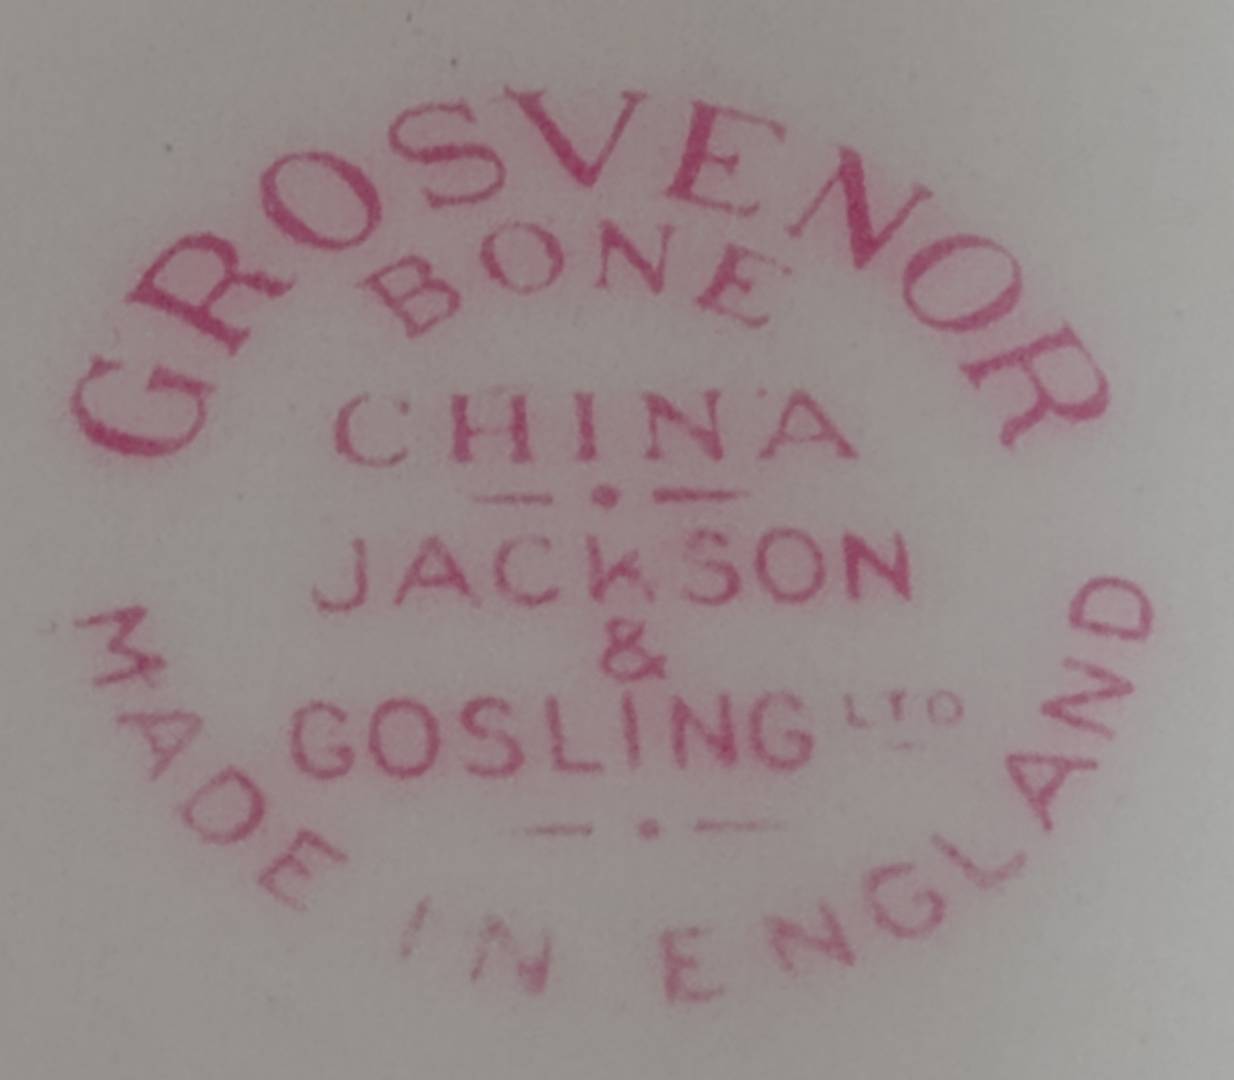 GROSVENOR
BONE
CHINA
JACKSON
&
GOSLING LTD
MADE IN ENGLAND